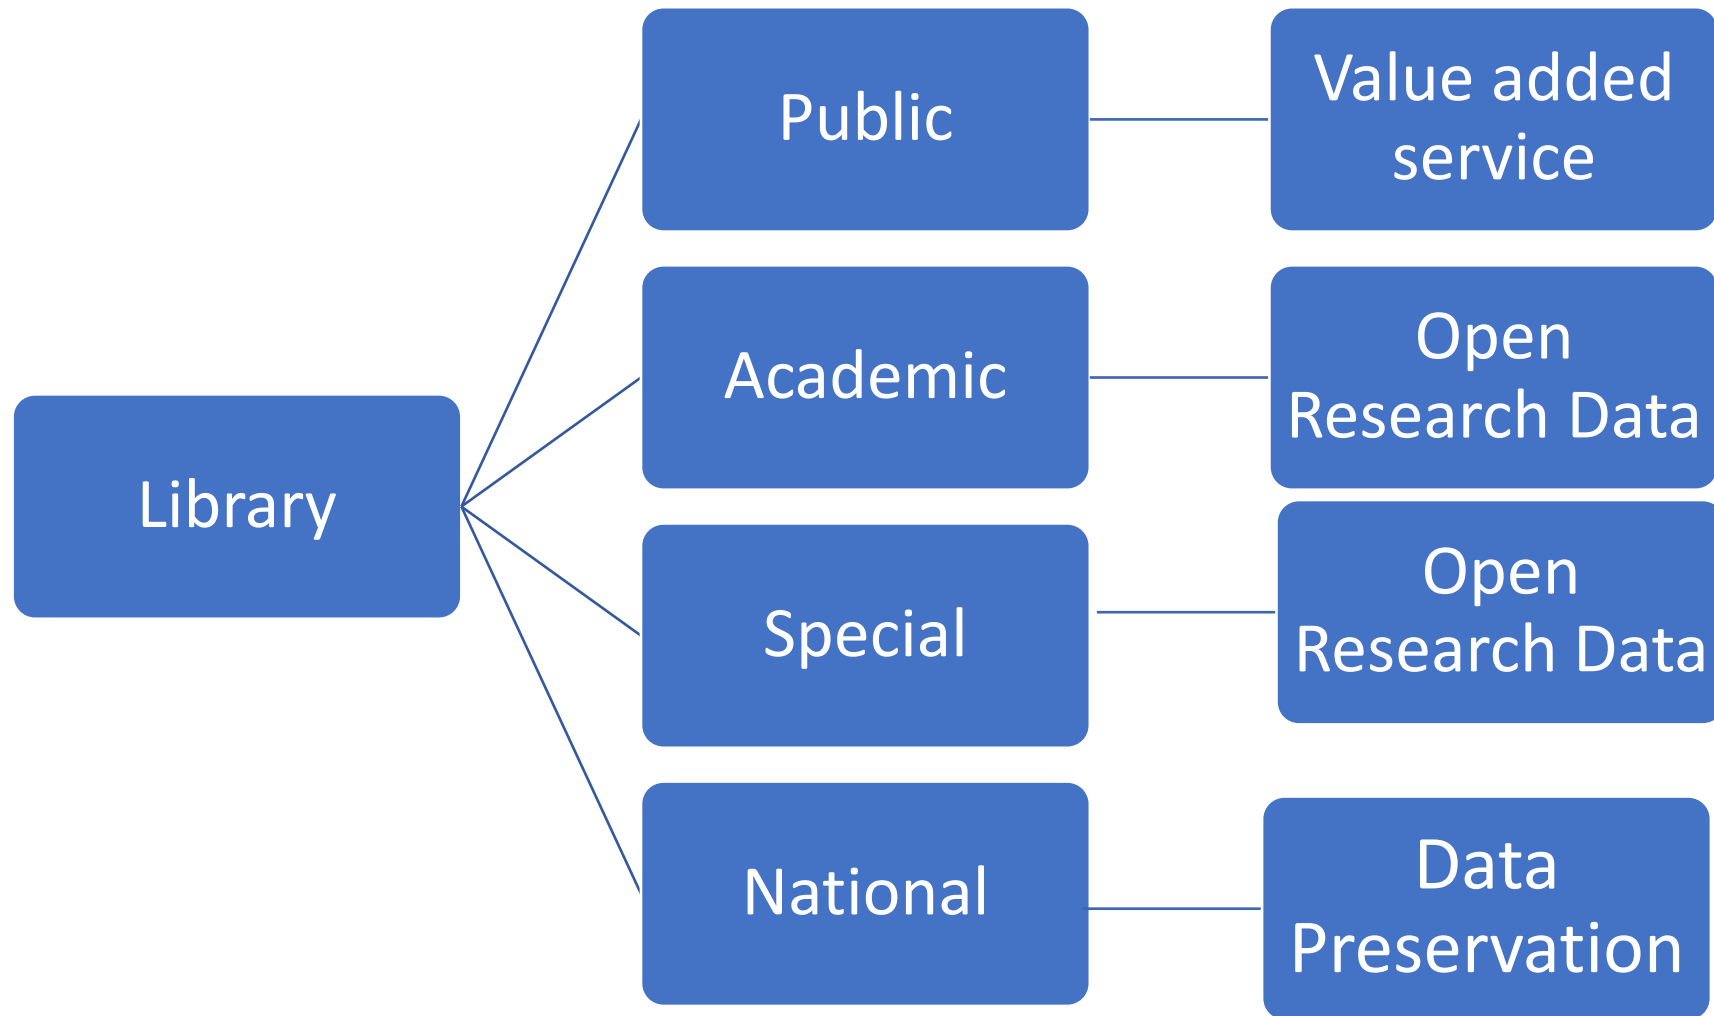 Library
Public
Value added
service
Academic
Open
Research Data
Special
Open
Research Data
National
Data
Preservation